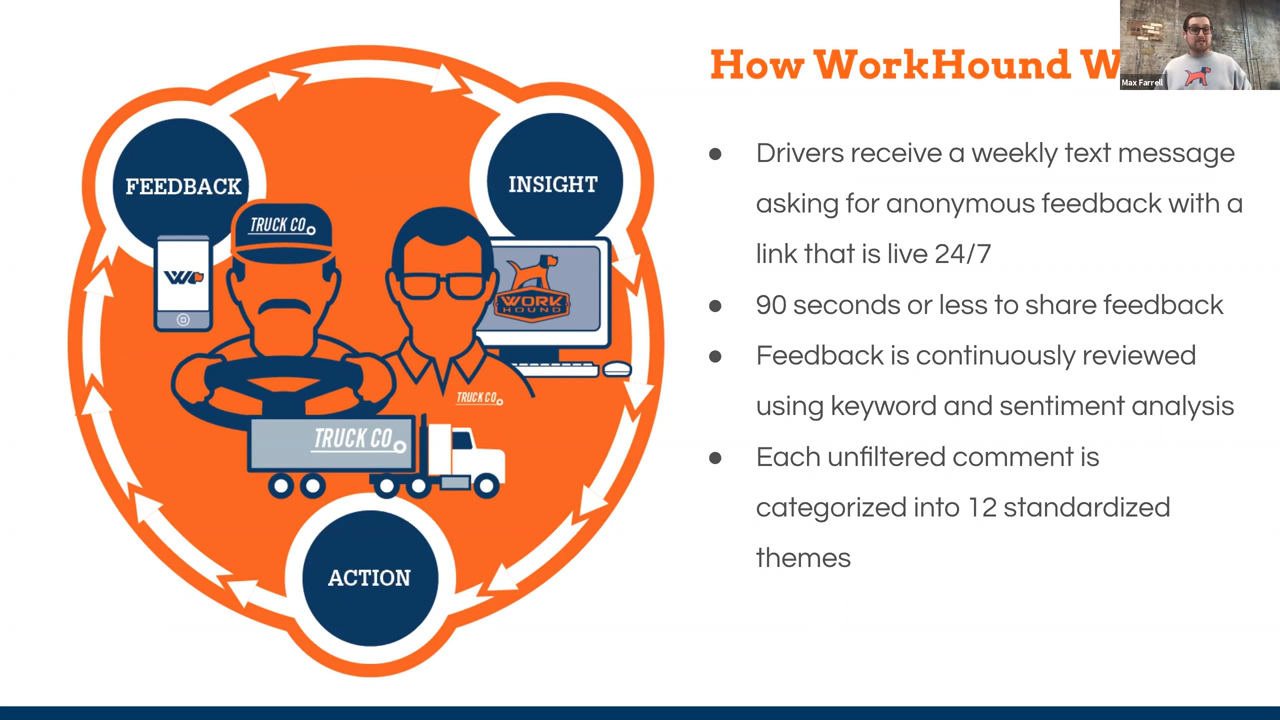 How WorkHound W
Max Farrell
Drivers receive a weekly text message
asking for anonymous feedback with a
link that is live 24/7
90 seconds or less to share feedback
Feedback is continuously reviewed
using keyword and sentiment analysis
Each unfiltered comment is
categorized into 12 standardized
themes
FEEDBACK
INSIGHT
TRUCK CO.
WORK
HOUND
TRUCK CO.
TRUCK CO.
ACTION